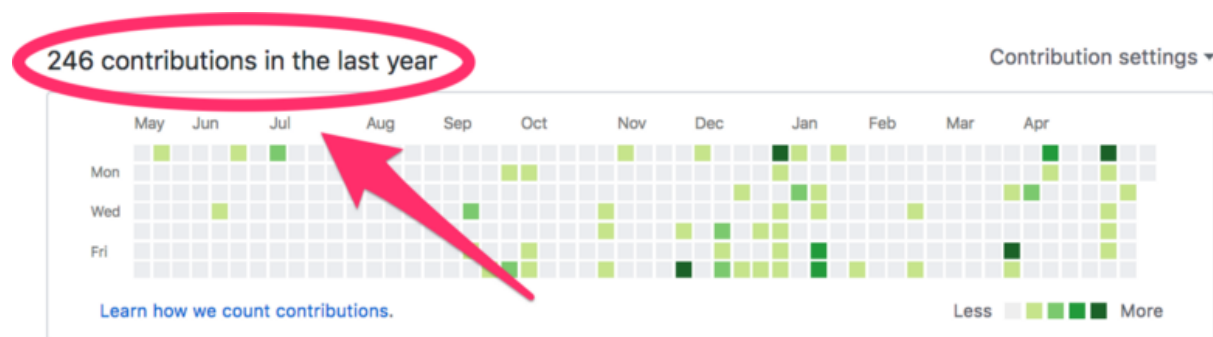 246 contributions in the last year
Contribution settings
May Jun Jul Aug Sep Oct Nov Dec Jan Feb Mar Apr
Mon
Wed
Fri
Learn how we count contributions.
Less More